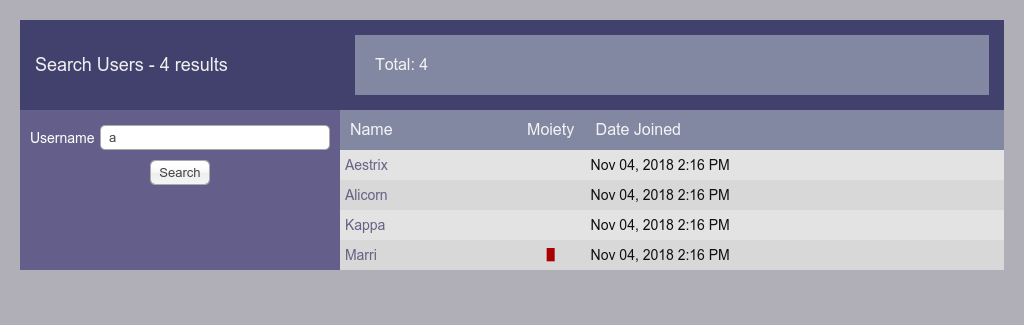 Search Users - 4 results
Total: 4
Username a
Search
Name Moiety Date Joined
Aestrix Nov 04, 2018 2:16 PM
Alicorn Nov 04, 2018 2:16 PM
Kappa Nov 04, 2018 2:16 PM
Marri Nov 04, 2018 2:16 PM